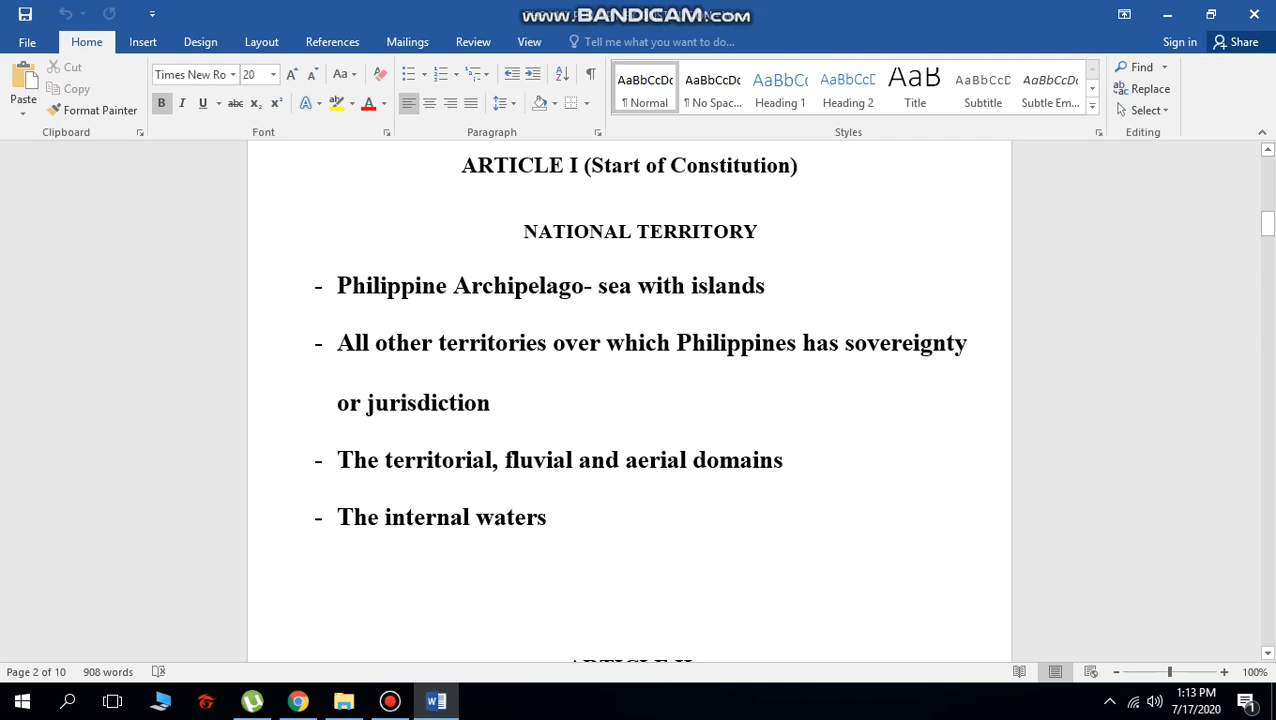 www.BANDICAM.com
File Home Insert Design Layout References Mailings Review View Tell me what you want to do... Sign in Share
Paste
Cut
Copy
Format Painter
Clipboard
Times New Ro 20
Font
Paragraph
AaBbCcDc AaBbCcDc AaBbC AaBbCcD AaB AaBbCcD AaBbCcD
¶ Normal ¶ No Spac... Heading 1 Heading 2 Title Subtitle Subtle Em...
Styles
Find
Replace
Select
Editing
ARTICLE I (Start of Constitution)
NATIONAL TERRITORY
- Philippine Archipelago- sea with islands
- All other territories over which Philippines has sovereignty
or jurisdiction
- The territorial, fluvial and aerial domains
- The internal waters
Page 2 of 10 908 words
100%
1:13 PM
7/17/2020